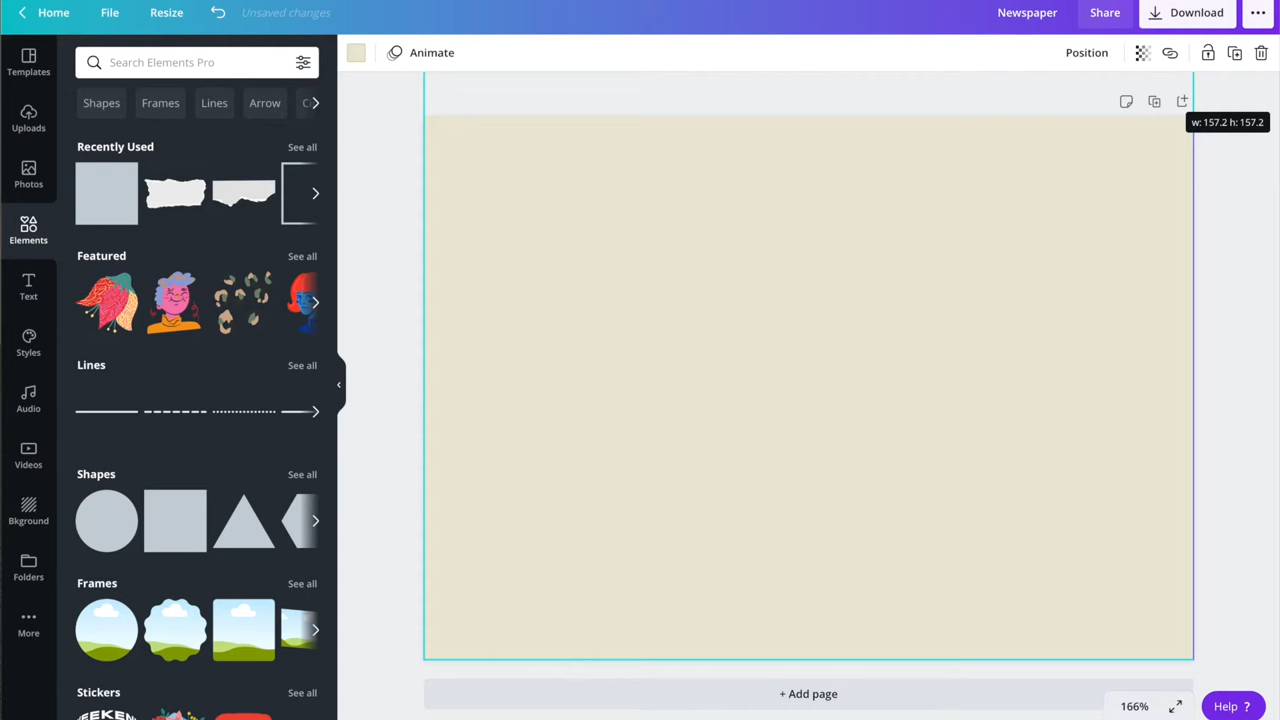 Home File Resize Unsaved changes Newspaper Share Download
Animate Position
Search Elements Pro
Shapes Frames Lines Arrow
w: 157.2 h: 157.2
Templates
Uploads
Photos
Elements
Text
Styles
Audio
Videos
Bkground
Folders
More
Recently Used See all
Featured See all
Lines See all
Shapes See all
Frames See all
Stickers See all
+ Add page
166%
Help ?